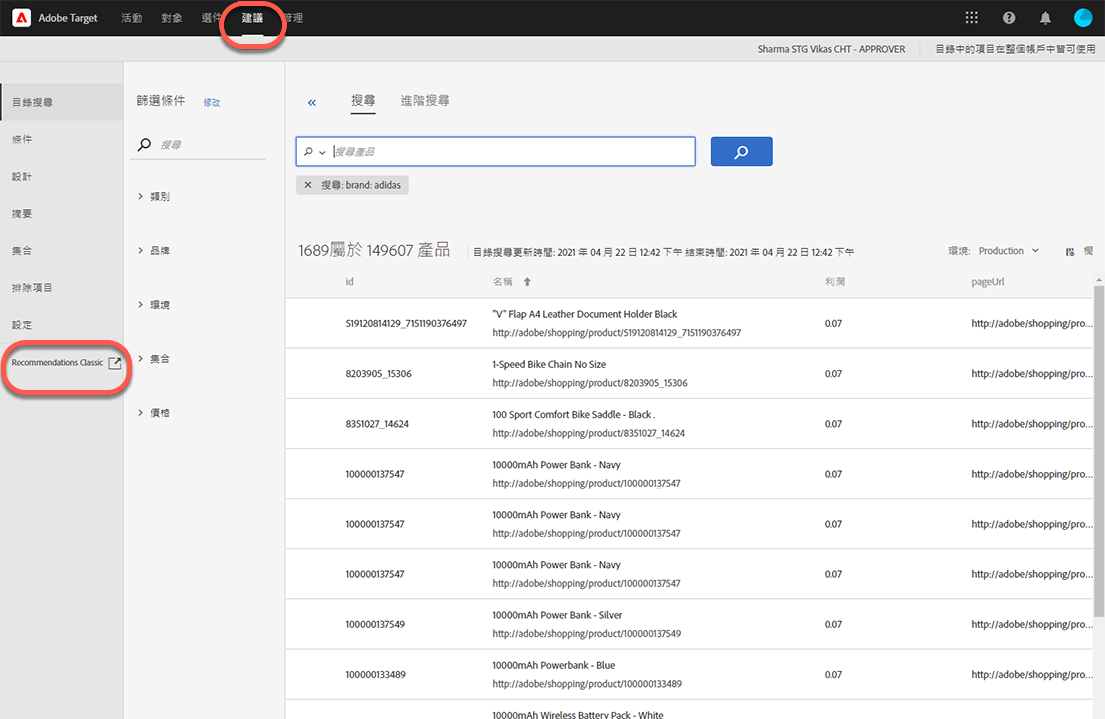 Adobe Target
活動
對象
選件
建議
管理
Sharma STG Vikas CHT - APPROVER
目錄中的項目在整個帳戶中皆可使用
目錄搜尋
條件
設計
摘要
集合
排除項目
設定
Recommendations Classic
篩選條件
修改
搜尋
類別
品牌
環境
集合
價格
«
搜尋
進階搜尋
搜尋產品
× 搜尋: brand: adidas
1689屬於 149607 產品
目錄搜尋更新時間: 2021 年 04 月 22 日 12:42 下午 結束時間: 2021 年 04 月 22 日 12:42 下午
環境: Production
id 名稱 利潤 pageUrl
519120814129_7151190376497
"V" Flap A4 Leather Document Holder Black
http://adobe/shopping/product/519120814129_7151190376497
0.07
http://adobe/shopping/pro...
8203905_15306
1-Speed Bike Chain No Size
http://adobe/shopping/product/8203905_15306
0.07
http://adobe/shopping/pro...
8351027_14624
100 Sport Comfort Bike Saddle - Black .
http://adobe/shopping/product/8351027_14624
0.07
http://adobe/shopping/pro...
100000137547
10000mAh Power Bank - Navy
http://adobe/shopping/product/100000137547
0.07
http://adobe/shopping/pro...
100000137547
10000mAh Power Bank - Navy
http://adobe/shopping/product/100000137547
0.07
http://adobe/shopping/pro...
100000137547
10000mAh Power Bank - Navy
http://adobe/shopping/product/100000137547
0.07
http://adobe/shopping/pro...
100000137549
10000mAh Power Bank - Silver
http://adobe/shopping/product/100000137549
0.07
http://adobe/shopping/pro...
100000133489
10000mAh Powerbank - Blue
http://adobe/shopping/product/100000133489
0.07
http://adobe/shopping/pro...
10000mAh Wireless Battery Pack - White